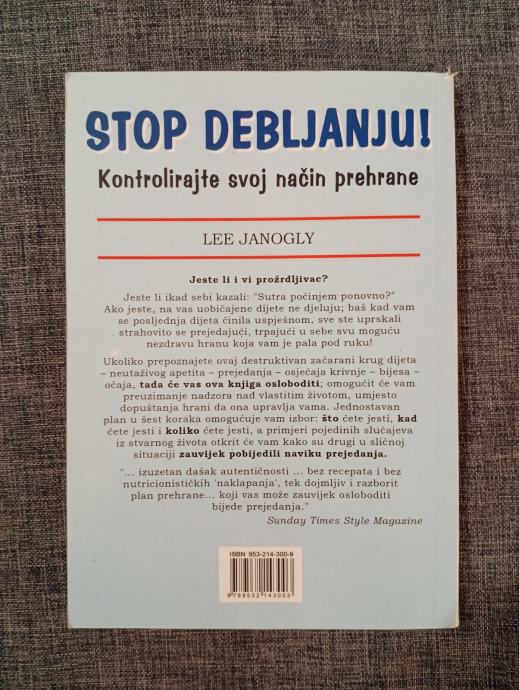 STOP DEBLJANJU!
Kontrolirajte svoj način prehrane
LEE JANOGLY
Jeste li i vi prožrdljivac?
Jeste li ikad sebi kazali: "Sutra počinjem ponovno?"
Ako jeste, na vas uobičajene dijete ne djeluju; baš kad vam
se posljednja dijeta činila uspješnom, sve ste uprskali
strahovito se prejedajući, trpajući u sebe svu moguću
nezdravu hranu koja vam je pala pod ruku!
Ukoliko prepoznajete ovaj destruktivan začarani krug dijeta
– neutaživog apetita – prejedanja – osjećaja krivnje – bijesa –
očaja, tada će vas ova knjiga osloboditi; omogućit će vam
preuzimanje nadzora nad vlastitim životom, umjesto
dopuštanja hrani da ona upravlja vama. Jednostavan
plan u šest koraka omogućuje vam izbor: što ćete jesti, kad
ćete jesti i koliko ćete jesti, a primjeri pojedinih slučajeva
iz stvarnog života otkrit će vam kako su drugi u sličnoj
situaciji zauvijek pobijedili naviku prejedanja.
"... izuzetan dašak autentičnosti ... bez recepata i bez
nutricionističkih 'naklapanja', tek dojmljiv i razborit
plan prehrane... koji vas može zauvijek osloboditi
bijede prejedanja."
Sunday Times Style Magazine
ISBN 953-214-300-9
9 789532 143003